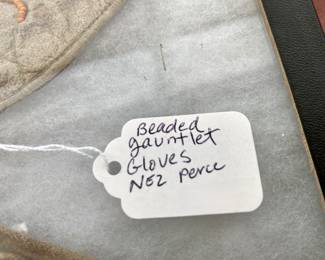 Beaded
gauntlet
Gloves
Nez perce